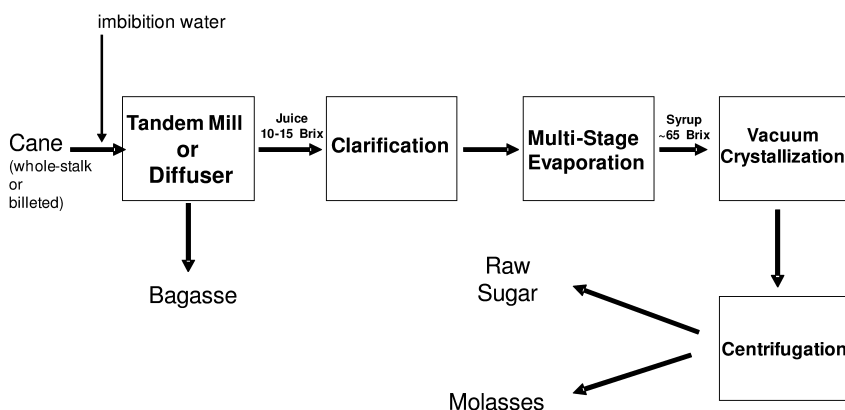 imbibition water
Cane
(whole-stalk
or
billeted)
Tandem Mill
or
Diffuser
Juice
10-15 Brix
Clarification
Multi-Stage
Evaporation
Syrup
~65 Brix
Vacuum
Crystallization
Bagasse
Raw
Sugar
Centrifugation
Molasses